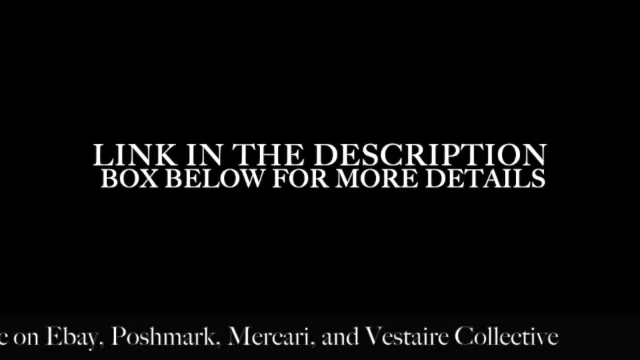 LINK IN THE DESCRIPTION
BOX BELOW FOR MORE DETAILS
on Ebay, Poshmark, Mercari, and Vestaire Collective